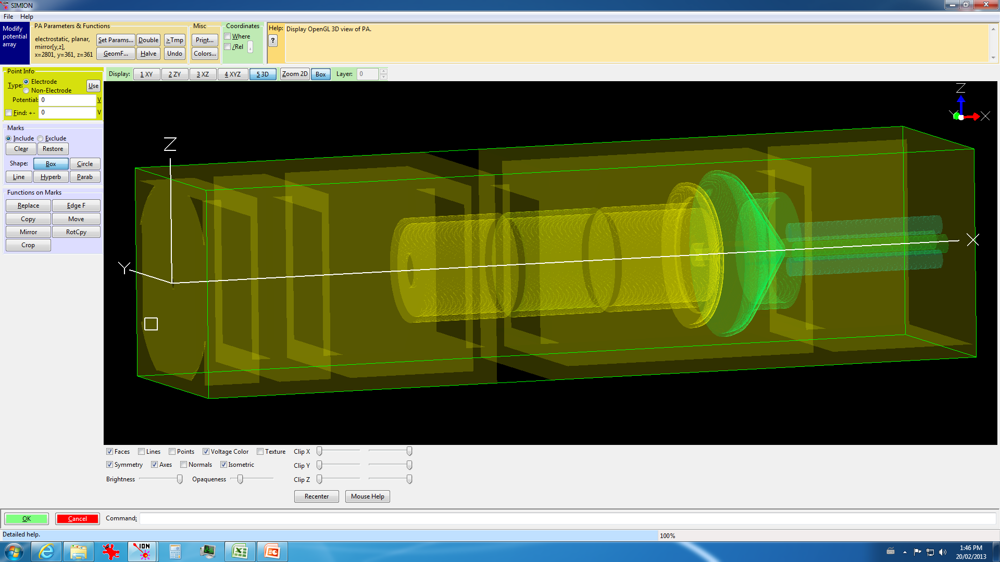 SIMION
File Help
Modify potential array
PA Parameters & Functions
electrostatic, planar,
mirror[y,z],
x=2801, y=361, z=361
Set Params... Double >Tmp
GeomF... Halve Undo
Misc
Print...
Colors...
Coordinates
Where
/Rel .
Help: Display OpenGL 3D view of PA.
?
Point Info
Type: Electrode
Non-Electrode
Use
Potential: 0 V
Find: +- 0 V
Display: 1 XY 2 ZY 3 XZ 4 XYZ 5 3D Zoom 2D Box Layer: 0
Marks
Include Exclude
Clear Restore
Shape: Box Circle
Line Hyperb Parab
Functions on Marks
Replace Edge F
Copy Move
Mirror RotCpy
Crop
Z
Y X
Z
Y
X
Faces Lines Points Voltage Color Texture Clip X
Symmetry Axes Normals Isometric Clip Y
Brightness Opaqueness Clip Z
Recenter Mouse Help
OK Cancel Command:
Detailed help. 100%
ION
1:46 PM
20/02/2013